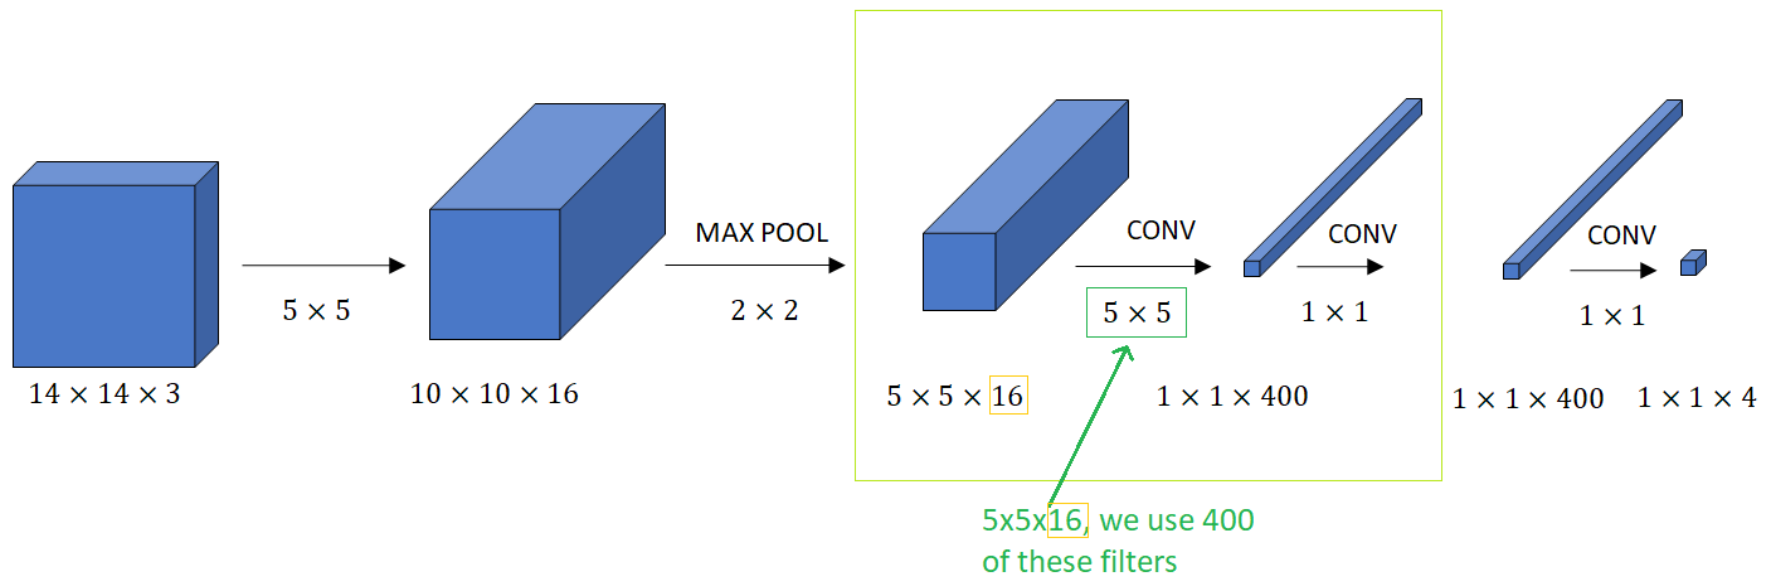 MAX POOL
CONV
CONV
CONV
5 × 5
2 × 2
5 × 5
1 × 1
1 × 1
14 × 14 × 3
10 × 10 × 16
5 × 5 × 16
1 × 1 × 400
1 × 1 × 400
1 × 1 × 4
5x5x16, we use 400
of these filters